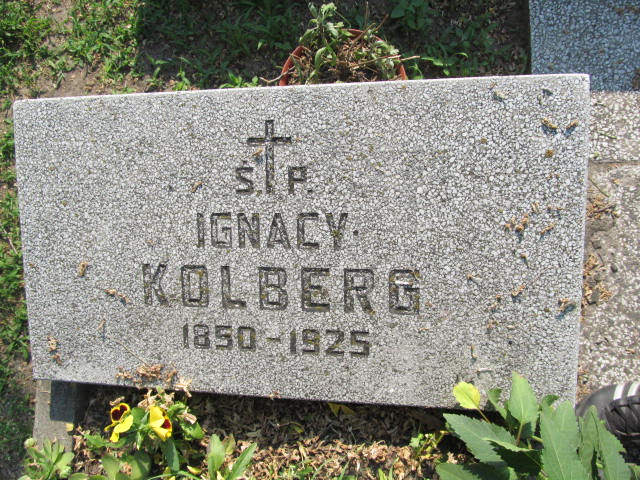 Ś. P.
IGNACY
KOLBERG
1850-1925